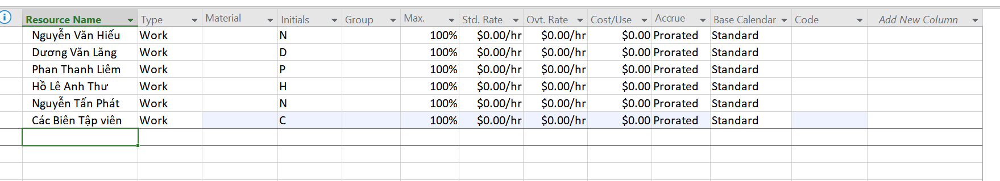 Resource Name Type Material Initials Group Max. Std. Rate Ovt. Rate Cost/Use Accrue Base Calendar Code Add New Column
Nguyễn Văn Hiếu Work N 100% $0.00/hr $0.00/hr $0.00 Prorated Standard
Dương Văn Lăng Work D 100% $0.00/hr $0.00/hr $0.00 Prorated Standard
Phan Thanh Liêm Work P 100% $0.00/hr $0.00/hr $0.00 Prorated Standard
Hồ Lê Anh Thư Work H 100% $0.00/hr $0.00/hr $0.00 Prorated Standard
Nguyễn Tấn Phát Work N 100% $0.00/hr $0.00/hr $0.00 Prorated Standard
Các Biên Tập viên Work C 100% $0.00/hr $0.00/hr $0.00 Prorated Standard